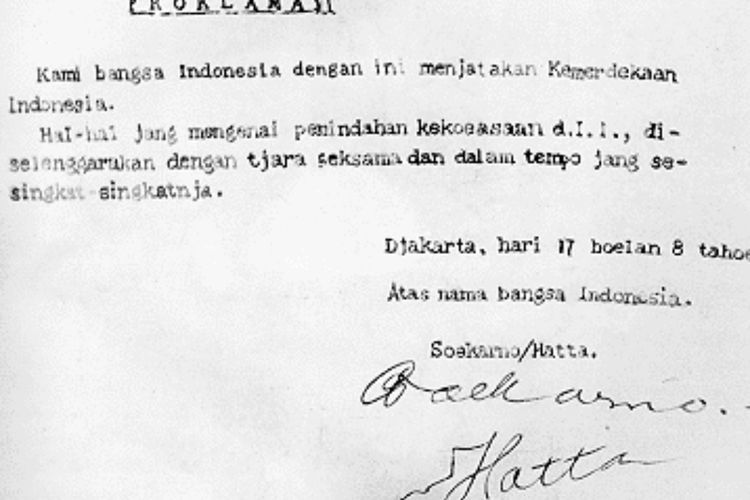 PROKLAMASI
Kami bangsa Indonesia dengan ini menjatakan Kemerdekaan
Indonesia.
Hal-hal jang mengenai pemindahan kekoeasaan d.l.l., di-
selenggarakan dengan tjara seksama dan dalam tempo jang se-
singkat-singkatnja.
Djakarta, hari 17 boelan 8 tahoe
Atas nama bangsa Indonesia.
Soekarno/Hatta.
Soekarno.
Hatta